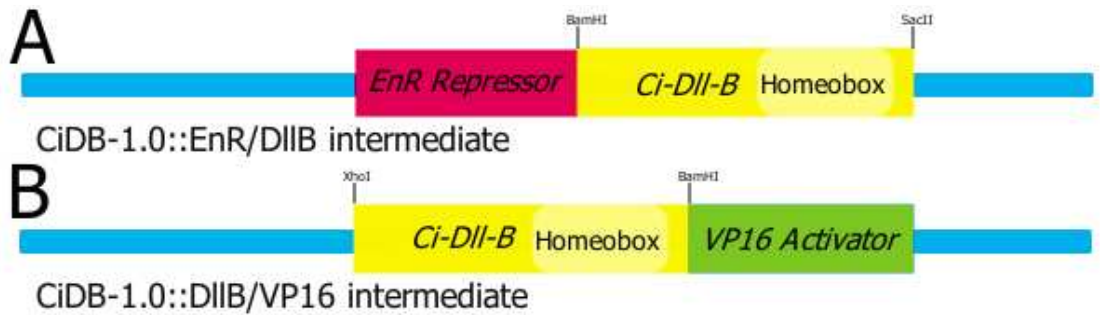 A
BamHI SacII
EnR Repressor Ci-Dll-B Homeobox
CiDB-1.0::EnR/DllB intermediate
B
XhoI BamHI
Ci-Dll-B Homeobox VP16 Activator
CiDB-1.0::DllB/VP16 intermediate